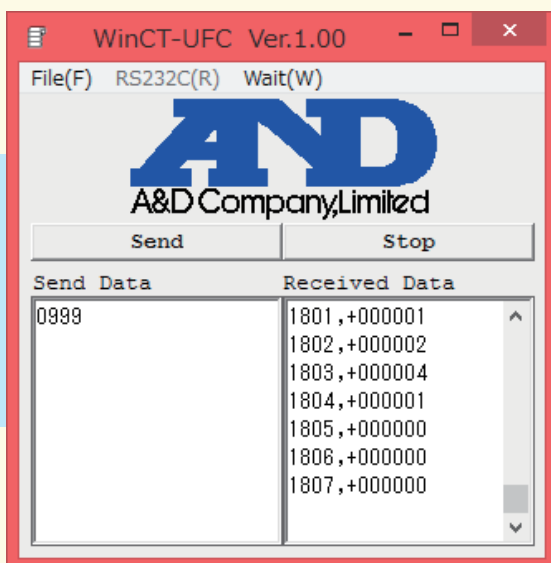 WinCT-UFC Ver.1.00
File(F) RS232C(R) Wait(W)
AND
A&D Company,Limited
Send Stop
Send Data Received Data
0999
1801,+000001
1802,+000002
1803,+000004
1804,+000001
1805,+000000
1806,+000000
1807,+000000